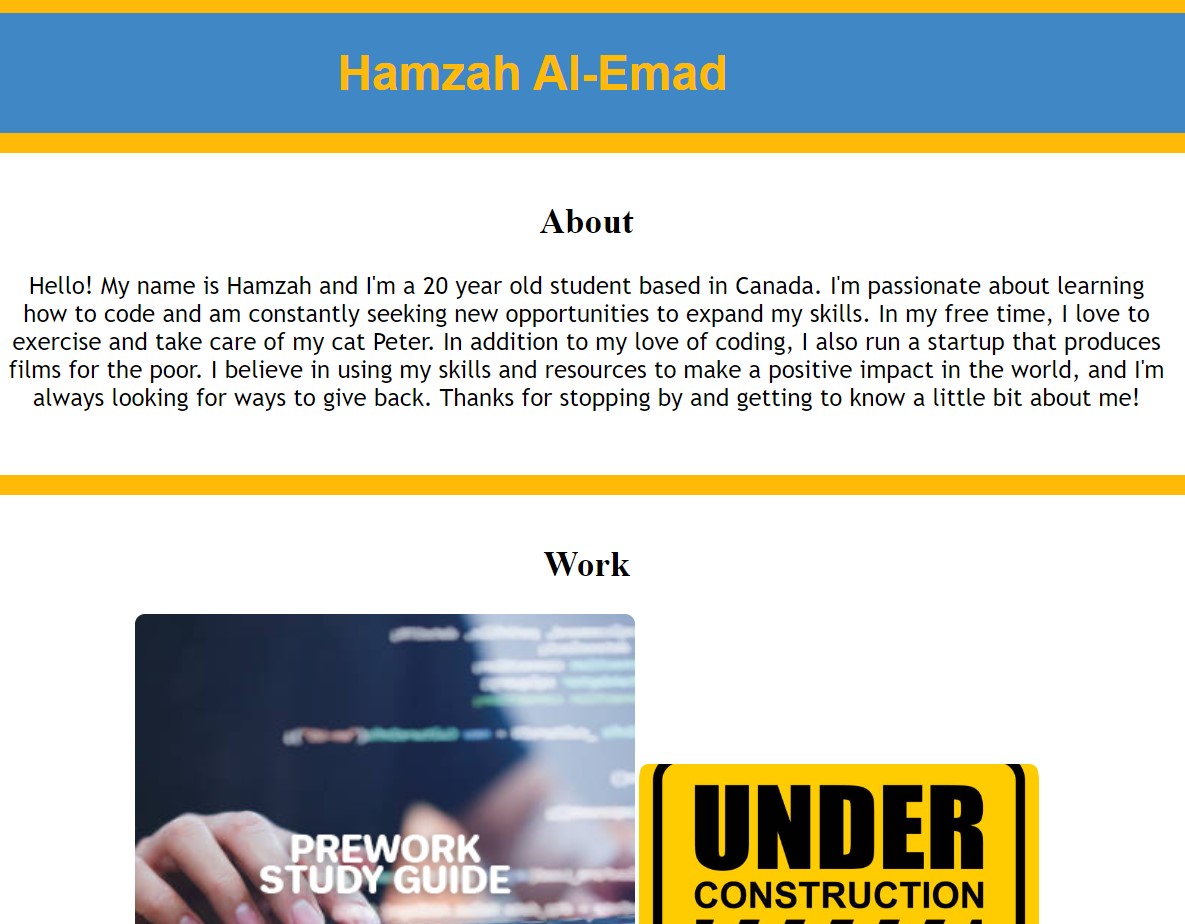 Hamzah Al-Emad
About
Hello! My name is Hamzah and I'm a 20 year old student based in Canada. I'm passionate about learning
how to code and am constantly seeking new opportunities to expand my skills. In my free time, I love to
exercise and take care of my cat Peter. In addition to my love of coding, I also run a startup that produces
films for the poor. I believe in using my skills and resources to make a positive impact in the world, and I'm
always looking for ways to give back. Thanks for stopping by and getting to know a little bit about me!
Work
PREWORK
STUDY GUIDE
UNDER
CONSTRUCTION